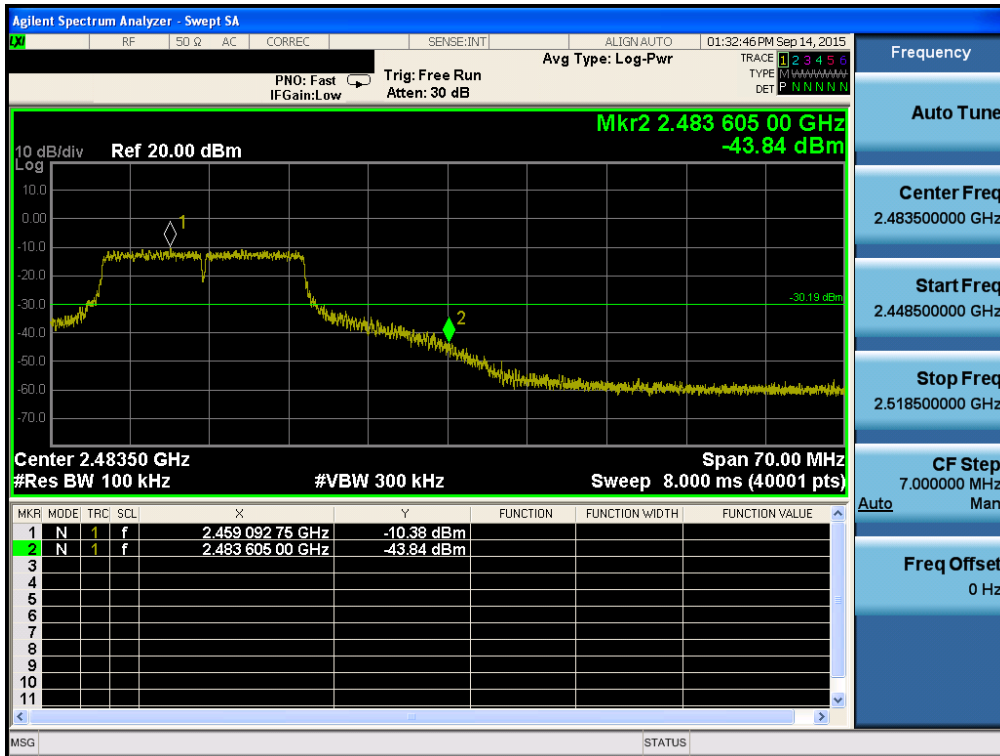 Agilent Spectrum Analyzer - Swept SA
LXI RF 50 Ω AC CORREC SENSE:INT ALIGN AUTO 01:32:46 PM Sep 14, 2015
Avg Type: Log-Pwr TRACE 1 2 3 4 5 6
PNO: Fast Trig: Free Run TYPE M
IFGain:Low Atten: 30 dB DET P N N N N N
Mkr2 2.483 605 00 GHz
-43.84 dBm
10 dB/div Ref 20.00 dBm
Log
10.0
0.00
1
-10.0
-20.0
-30.0 -30.19 dBm
2
-40.0
-50.0
-60.0
-70.0
Center 2.48350 GHz Span 70.00 MHz
#Res BW 100 kHz #VBW 300 kHz Sweep 8.000 ms (40001 pts)
MKR MODE TRC SCL X Y FUNCTION FUNCTION WIDTH FUNCTION VALUE
1 N 1 f 2.459 092 75 GHz -10.38 dBm
2 N 1 f 2.483 605 00 GHz -43.84 dBm
3
4
5
6
7
8
9
10
11
MSG STATUS
Frequency
Auto Tune
Center Freq
2.483500000 GHz
Start Freq
2.448500000 GHz
Stop Freq
2.518500000 GHz
CF Step
7.000000 MHz
Auto Man
Freq Offset
0 Hz